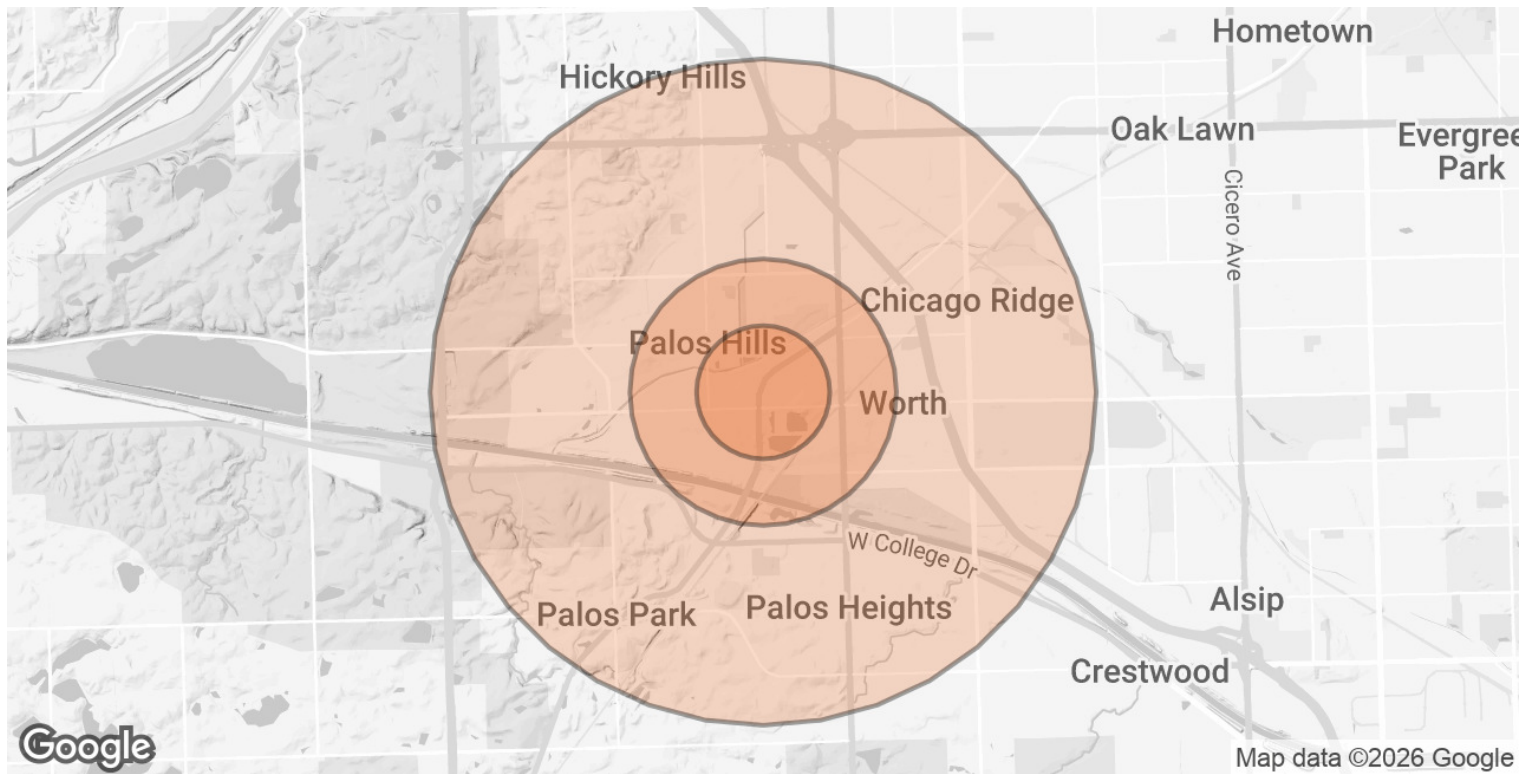 Hometown
Hickory Hills
Oak Lawn
Evergree
Park
Cicero Ave
Chicago Ridge
Palos Hills
Worth
W College Dr
Palos Park
Palos Heights
Alsip
Crestwood
Google
Map data ©2026 Google